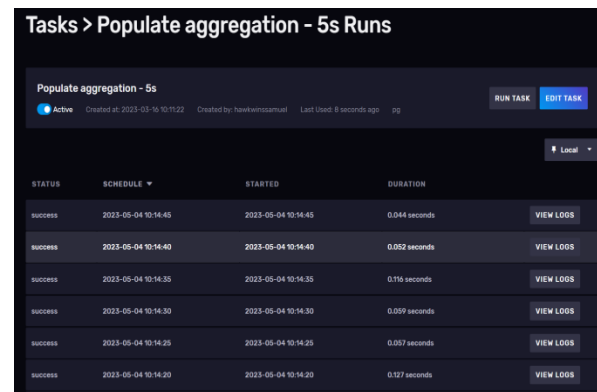 Tasks > Populate aggregation - 5s Runs
Populate aggregation - 5s
Active Created at: 2023-03-16 10:11:22 Created by: hawkwinssamuel Last Used: 8 seconds ago pg
RUN TASK EDIT TASK
Local
STATUS SCHEDULE STARTED DURATION
success 2023-05-04 10:14:45 2023-05-04 10:14:45 0.044 seconds VIEW LOGS
success 2023-05-04 10:14:40 2023-05-04 10:14:40 0.052 seconds VIEW LOGS
success 2023-05-04 10:14:35 2023-05-04 10:14:35 0.116 seconds VIEW LOGS
success 2023-05-04 10:14:30 2023-05-04 10:14:30 0.059 seconds VIEW LOGS
success 2023-05-04 10:14:25 2023-05-04 10:14:25 0.057 seconds VIEW LOGS
success 2023-05-04 10:14:20 2023-05-04 10:14:20 0.127 seconds VIEW LOGS